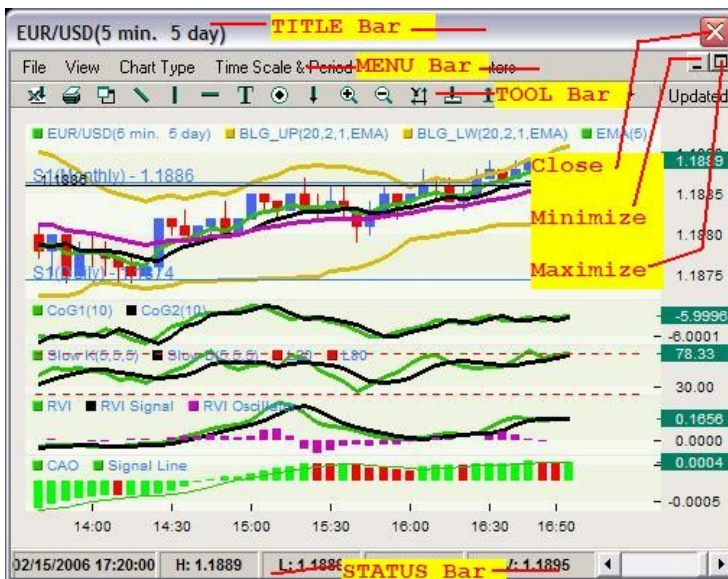 EUR/USD(5 min. 5 day) TITLE Bar
File View Chart Type Time Scale & Period MENU Bar
T TOOL Bar Updated
EUR/USD(5 min. 5 day) BLG_UP(20,2,1,EMA) BLG_LW(20,2,1,EMA) EMA(5)
1.1889
Close
S1(Monthly) - 1.1886
1.1885
Minimize
1.1880
Maximize
1.1875
CoG1(10) CoG2(10)
-5.9996
-6.0001
78.33
30.00
RVI RVI Signal RVI Oscillator
0.1656
0.0000
CAO Signal Line
0.0004
-0.0005
14:00 14:30 15:00 15:30 16:00 16:30 16:50
02/15/2006 17:20:00 H: 1.1889 STATUS Bar 1.1895